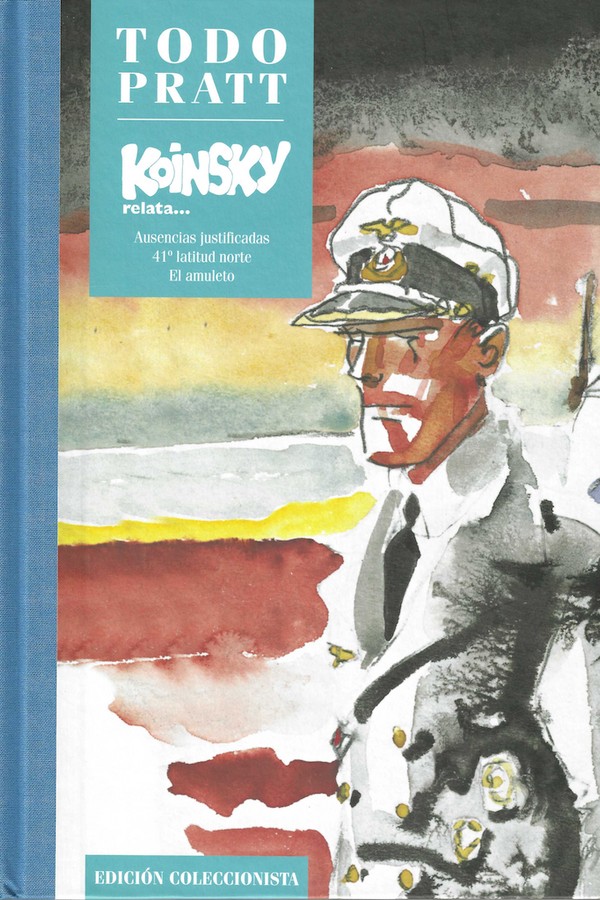 TODO
PRATT
KOINSKY
relata...
Ausencias justificadas
41º latitud norte
El amuleto
EDICIÓN COLECCIONISTA